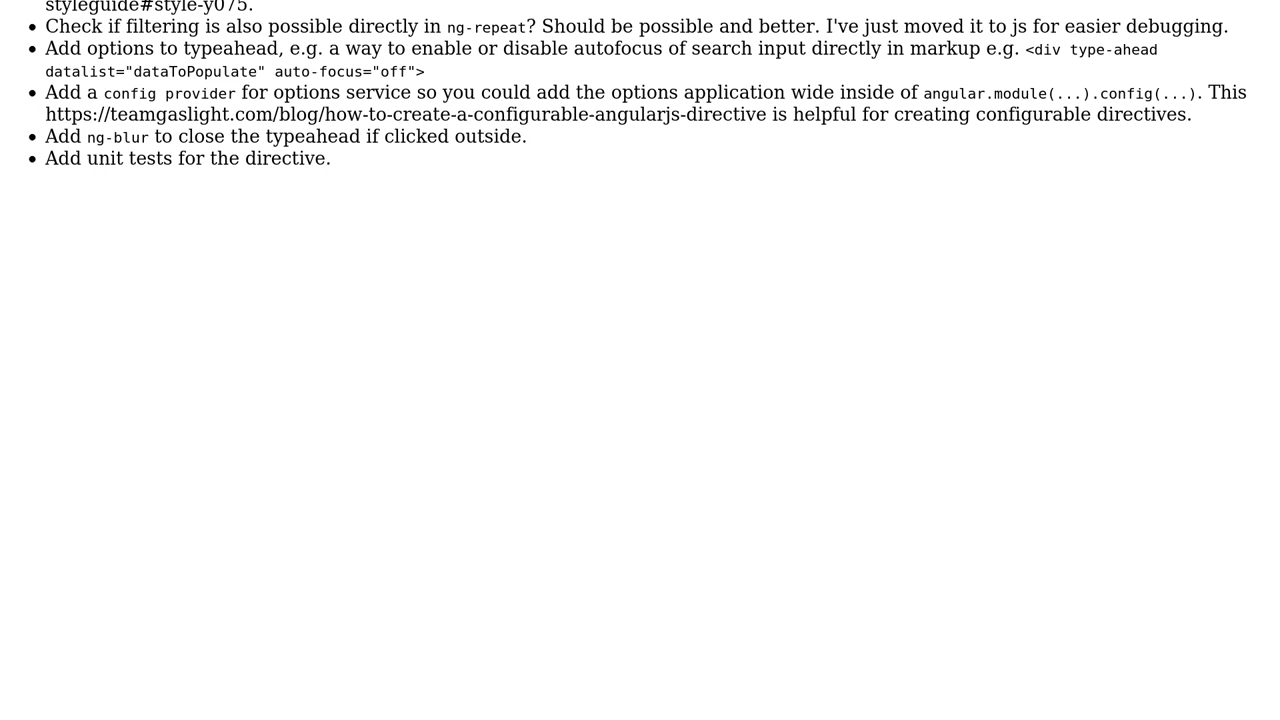 styleguide#style-y075.
Check if filtering is also possible directly in ng-repeat? Should be possible and better. I've just moved it to js for easier debugging.
Add options to typeahead, e.g. a way to enable or disable autofocus of search input directly in markup e.g. <div type-ahead
datalist="dataToPopulate" auto-focus="off">
Add a config provider for options service so you could add the options application wide inside of angular.module(...).config(...). This
https://teamgaslight.com/blog/how-to-create-a-configurable-angularjs-directive is helpful for creating configurable directives.
Add ng-blur to close the typeahead if clicked outside.
Add unit tests for the directive.